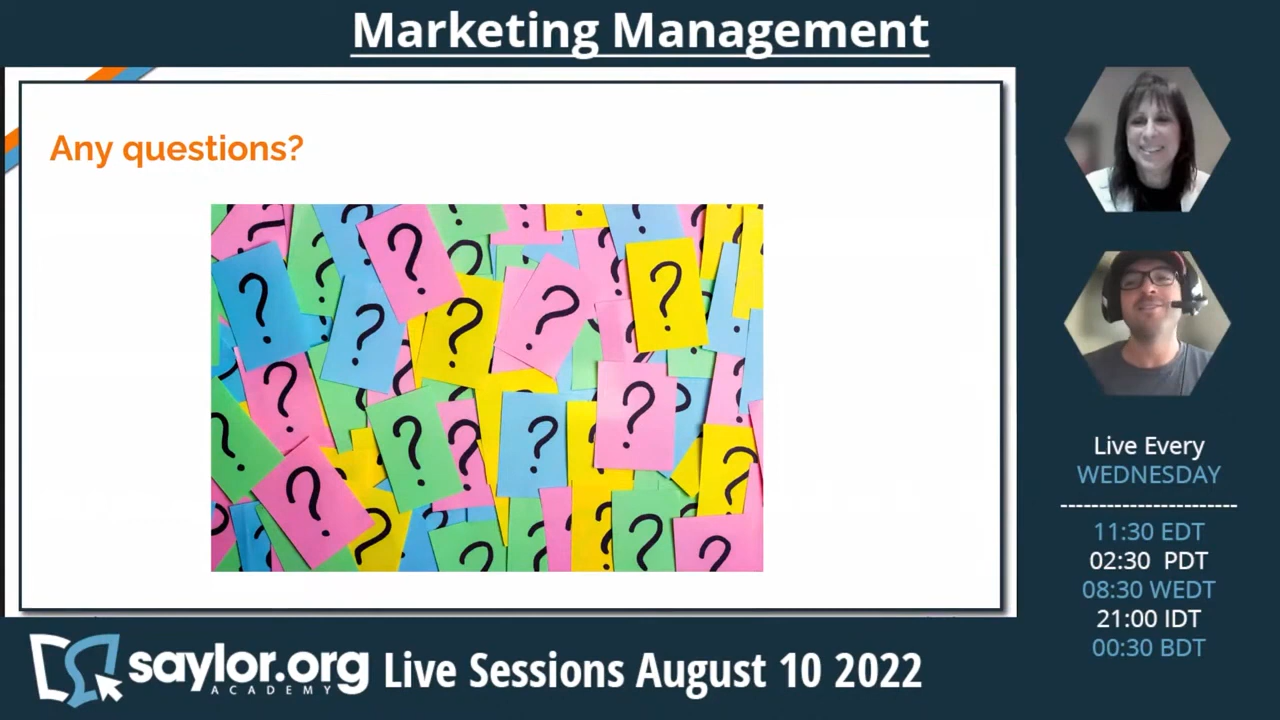 Marketing Management
Any questions?
Live Every
WEDNESDAY
11:30 EDT
02:30 PDT
08:30 WEDT
21:00 IDT
00:30 BDT
saylor.org
ACADEMY
Live Sessions August 10 2022